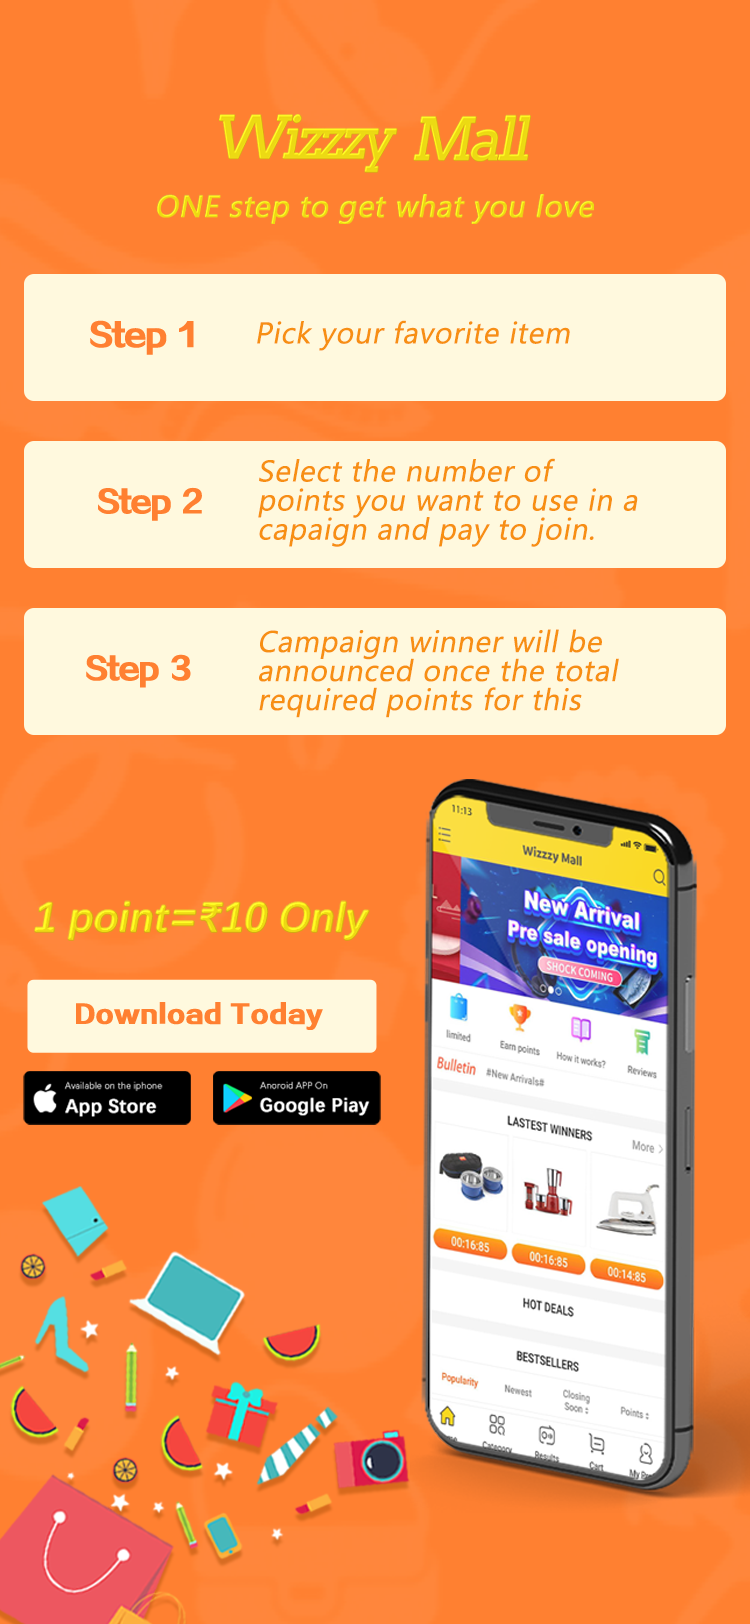 Wizzzy Mall
ONE step to get what you love
Step 1
Pick your favorite item
Step 2
Select the number of
points you want to use in a
capaign and pay to join.
Step 3
Campaign winner will be
announced once the total
required points for this
1 point=₹10 Only
Download Today
Available on the iphone
App Store
Anoroid APP On
Google Piay
11:13
Wizzzy Mall
New Arrival
Pre sale opening
SHOCK COMING
limited
Earn points
How it works?
Reviews
Bulletin
#New Arrivals#
LASTEST WINNERS
More
00:16:85
00:16:85
00:14:85
HOT DEALS
BESTSELLERS
Popularity
Newest
Closing
Soon
Points
Category
Results
Cart
My